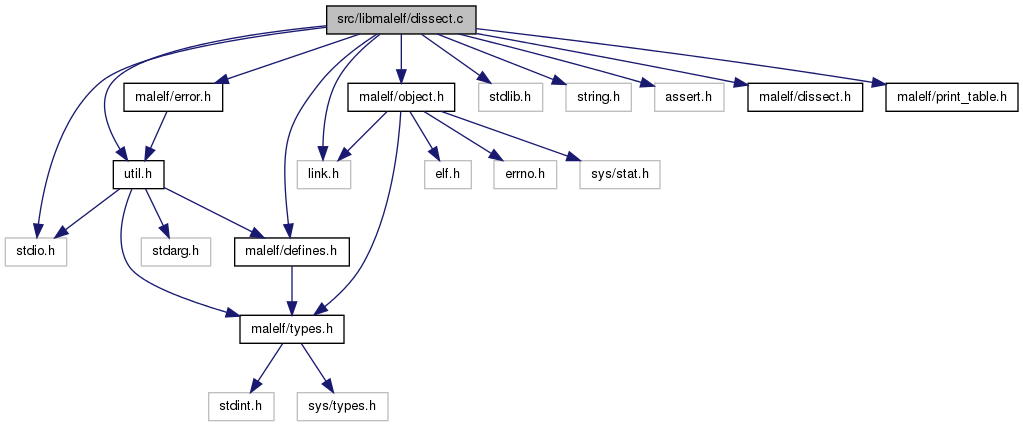 src/libmalelf/dissect.c
malelf/error.h
malelf/object.h
stdlib.h
string.h
assert.h
malelf/dissect.h
malelf/print_table.h
util.h
link.h
elf.h
errno.h
sys/stat.h
stdio.h
stdarg.h
malelf/defines.h
malelf/types.h
stdint.h
sys/types.h